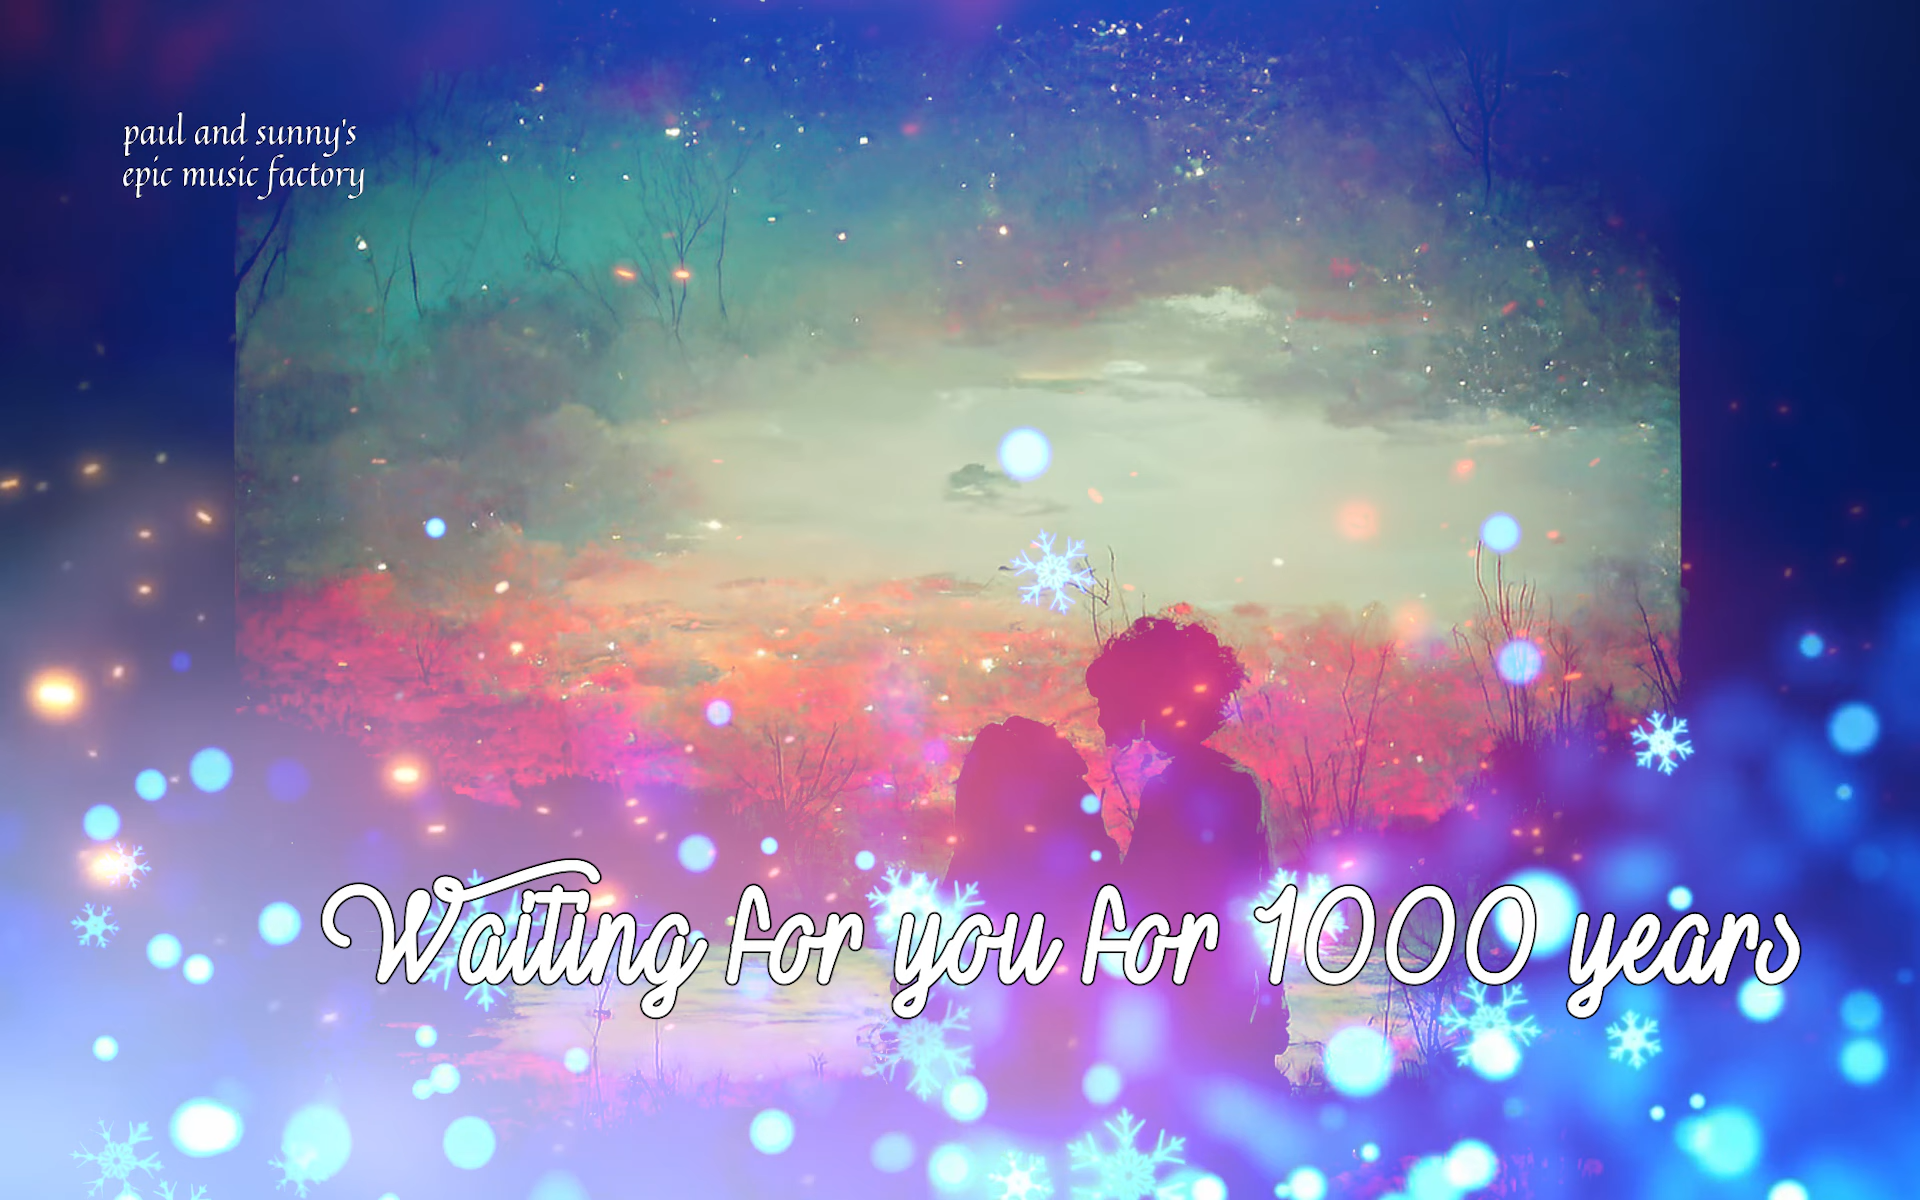 paul and sunny's
epic music factory
Waiting for you for 1000 years